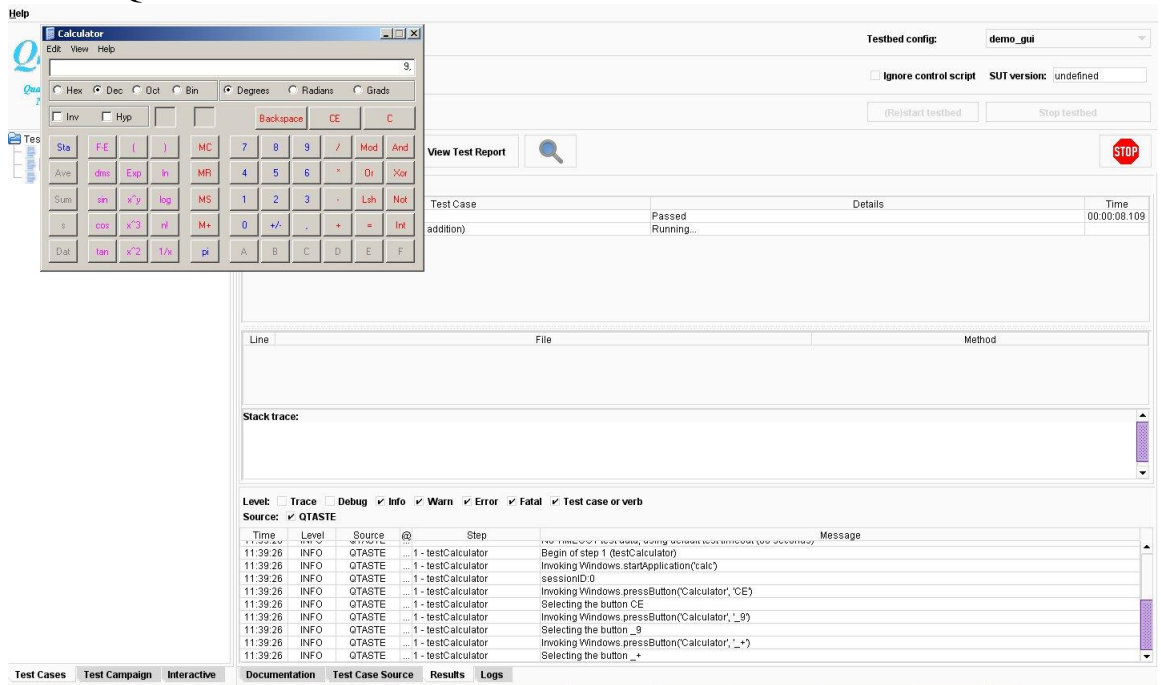 Help
Calculator
Edit View Help
9,
Hex Dec Oct Bin Degrees Radians Grads
Inv Hyp Backspace CE C
Sta F-E ( ) MC 7 8 9 / Mod And
Ave dms Exp ln MR 4 5 6 * Or Xor
Sum sin x^y log MS 1 2 3 - Lsh Not
s cos x^3 n! M+ 0 +/- , + = Int
Dat tan x^2 1/x pi A B C D E F
Testbed config: demo_gui
Ignore control script SUT version: undefined
(Re)start testbed Stop testbed
View Test Report STOP
Test Case Details Time
Passed 00:00:08.109
addition) Running...
Line File Method
Stack trace:
Level: Trace Debug Info Warn Error Fatal Test case or verb
Source: QTASTE
Time Level Source @ Step Message
11:39:26 INFO QTASTE ... 1 - testCalculator Begin of step 1 (testCalculator)
11:39:26 INFO QTASTE ... 1 - testCalculator Invoking Windows.startApplication('calc')
11:39:26 INFO QTASTE ... 1 - testCalculator sessionID:0
11:39:26 INFO QTASTE ... 1 - testCalculator Invoking Windows.pressButton('Calculator', 'CE')
11:39:26 INFO QTASTE ... 1 - testCalculator Selecting the button CE
11:39:26 INFO QTASTE ... 1 - testCalculator Invoking Windows.pressButton('Calculator', '_9')
11:39:26 INFO QTASTE ... 1 - testCalculator Selecting the button _9
11:39:26 INFO QTASTE ... 1 - testCalculator Invoking Windows.pressButton('Calculator', '_+')
11:39:26 INFO QTASTE ... 1 - testCalculator Selecting the button _+
Test Cases Test Campaign Interactive Documentation Test Case Source Results Logs